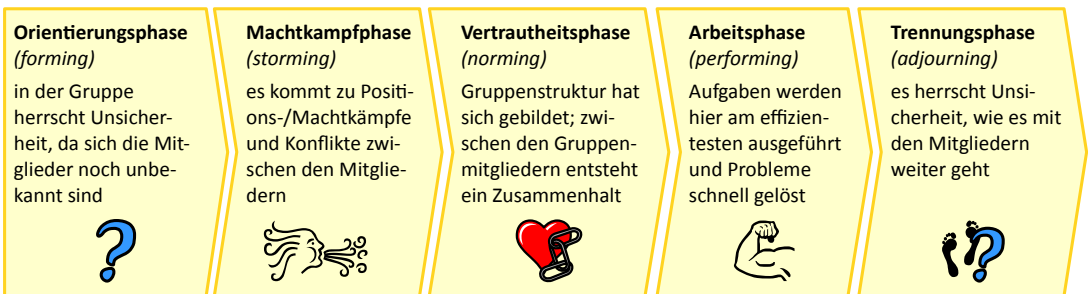 Orientierungsphase
(forming)
in der Gruppe
herrscht Unsicher-
heit, da sich die Mit-
glieder noch unbe-
kannt sind
Machtkampfphase
(storming)
es kommt zu Positi-
ons-/Machtkämpfe
und Konflikte zwi-
schen den Mitglie-
dern
Vertrautheitsphase
(norming)
Gruppenstruktur hat
sich gebildet; zwi-
schen den Gruppen-
mitgliedern entsteht
ein Zusammenhalt
Arbeitsphase
(performing)
Aufgaben werden
hier am effizien-
testen ausgeführt
und Probleme
schnell gelöst
Trennungsphase
(adjourning)
es herrscht Unsi-
cherheit, wie es mit
den Mitgliedern
weiter geht